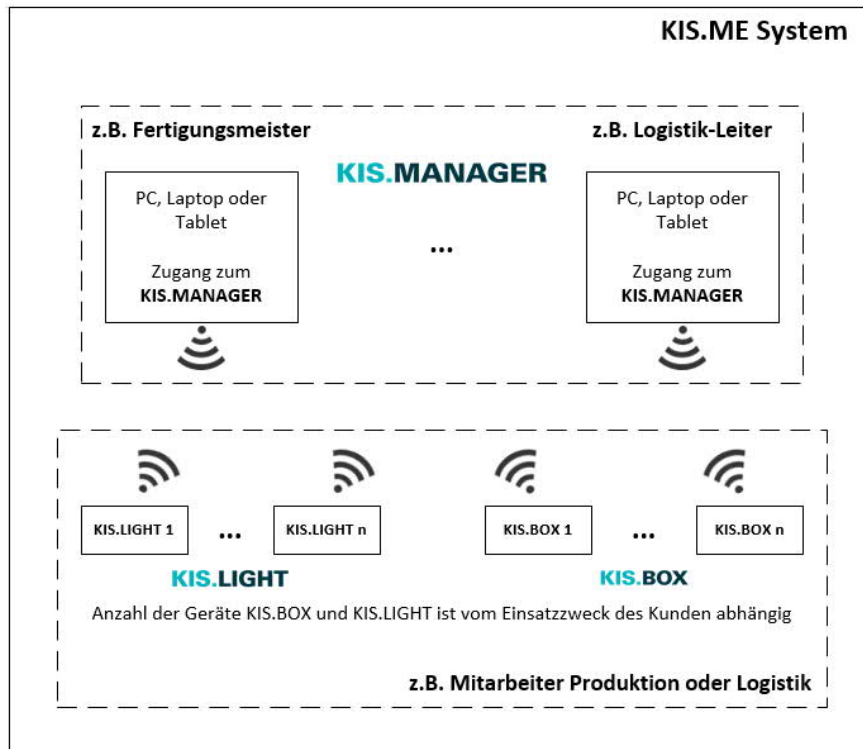 KIS.ME System
z.B. Fertigungsmeister
z.B. Logistik-Leiter
KIS.MANAGER
PC, Laptop oder
Tablet
Zugang zum
KIS.MANAGER
...
PC, Laptop oder
Tablet
Zugang zum
KIS.MANAGER
KIS.LIGHT 1
...
KIS.LIGHT n
KIS.BOX 1
...
KIS.BOX n
KIS.LIGHT
KIS.BOX
Anzahl der Geräte KIS.BOX und KIS.LIGHT ist vom Einsatzzweck des Kunden abhängig
z.B. Mitarbeiter Produktion oder Logistik